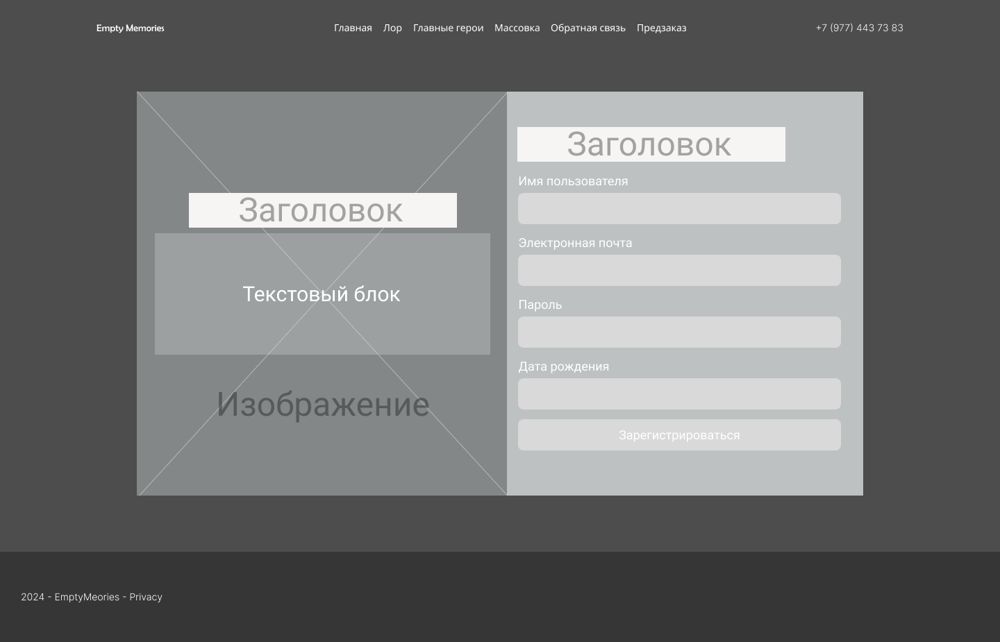 Empty Memories
Главная Лор Главные герои Массовка Обратная связь Предзаказ
+7 (977) 443 73 83
Заголовок
Текстовый блок
Изображение
Заголовок
Имя пользователя
Электронная почта
Пароль
Дата рождения
Зарегистрироваться
2024 - EmptyMeories - Privacy